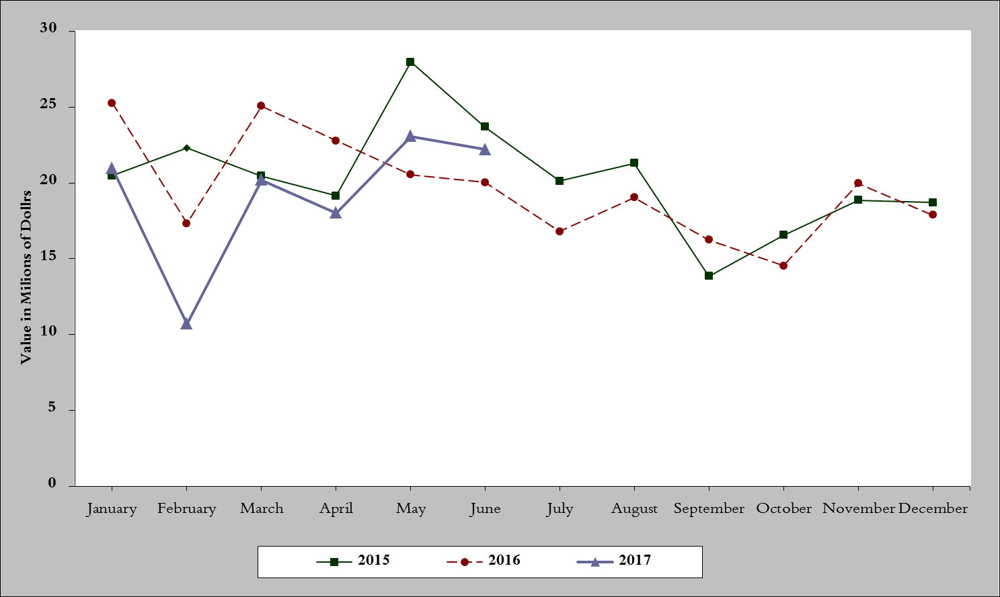 30
25
20
15
10
5
0
Value in Milions of Dollrs
January February March April May June July August September October November December
2015 2016 2017